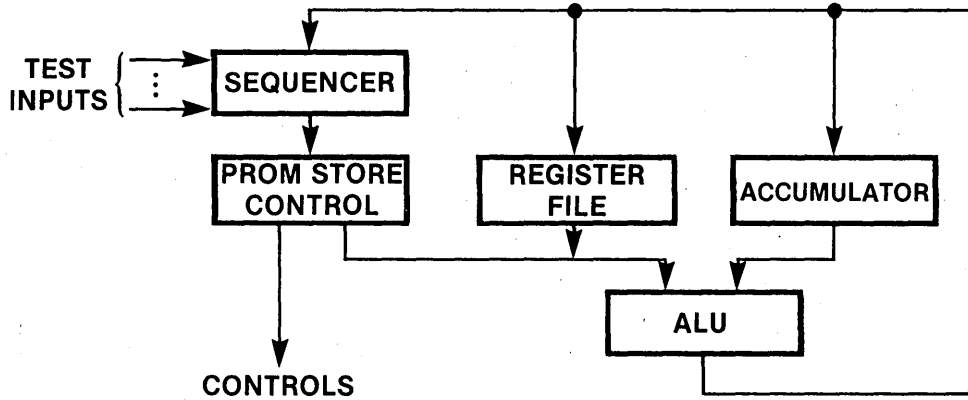 TEST
INPUTS
SEQUENCER
PROM STORE
CONTROL
REGISTER
FILE
ACCUMULATOR
ALU
CONTROLS